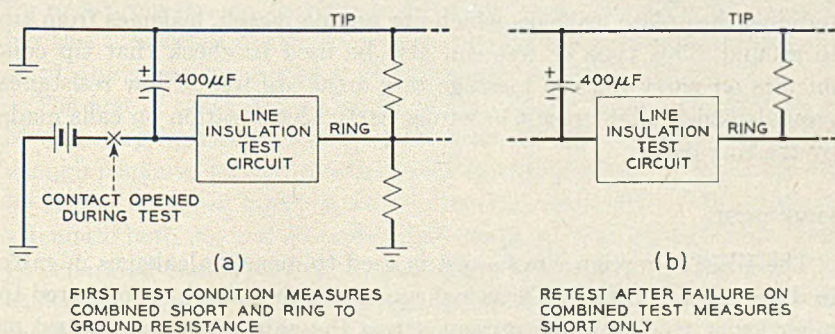 TIP
+
400μF
−
LINE
INSULATION
TEST
CIRCUIT
RING
CONTACT OPENED
DURING TEST
(a)
FIRST TEST CONDITION MEASURES
COMBINED SHORT AND RING TO
GROUND RESISTANCE
TIP
+
400μF
−
LINE
INSULATION
TEST
CIRCUIT
RING
(b)
RETEST AFTER FAILURE ON
COMBINED TEST MEASURES
SHORT ONLY